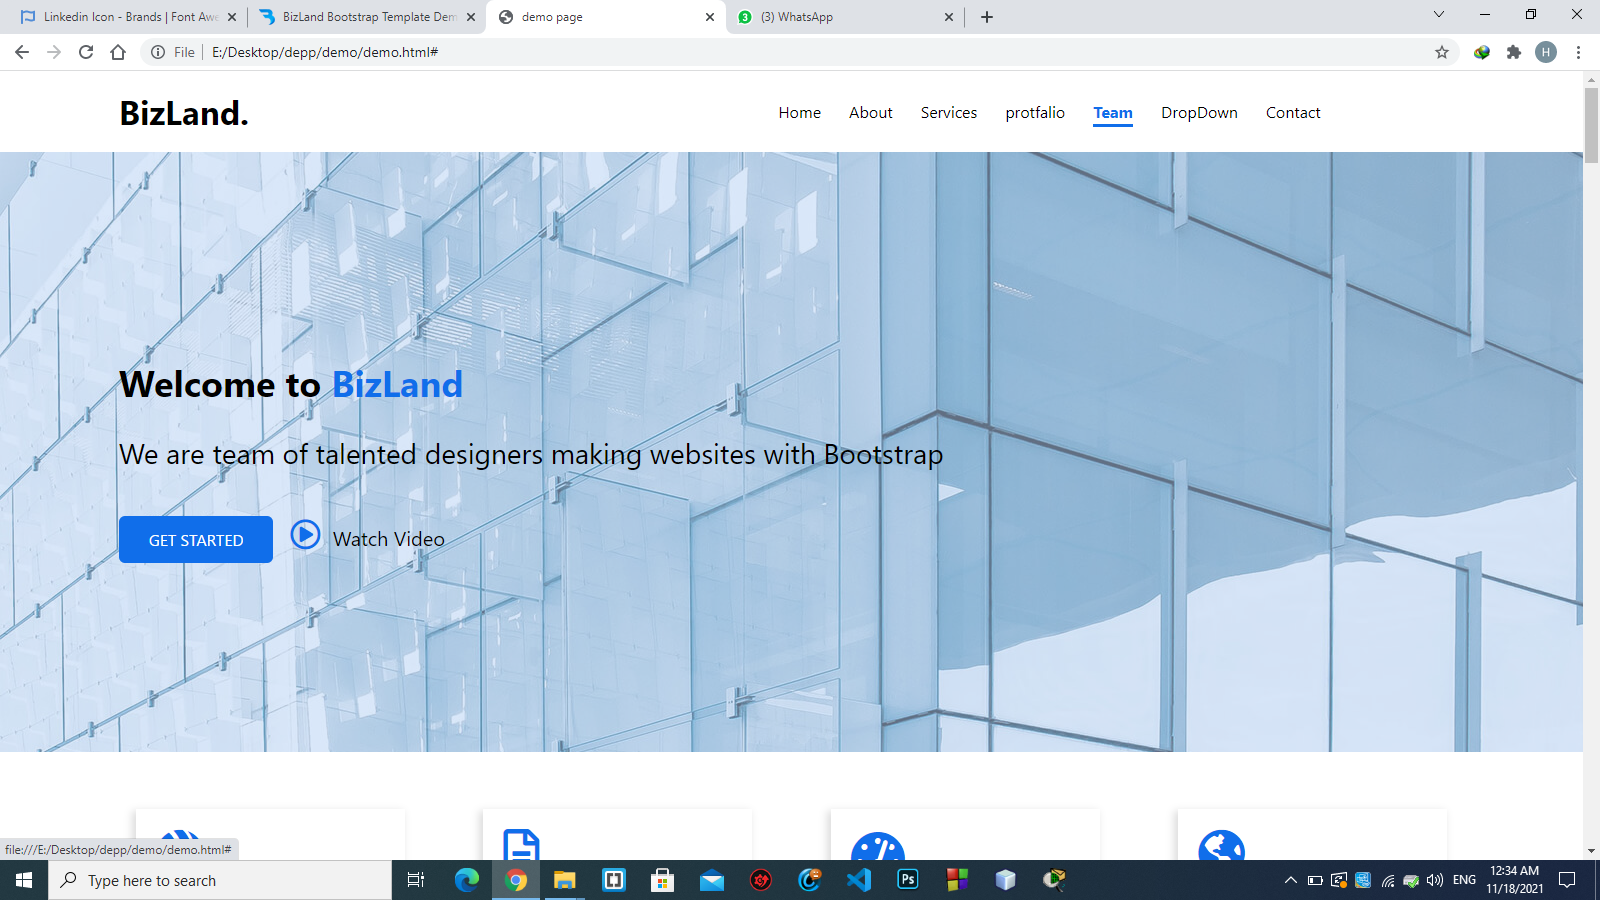 Linkedin Icon - Brands | Font Awe
BizLand Bootstrap Template Dem
demo page
(3) WhatsApp
File
E:/Desktop/depp/demo/demo.html#
H
BizLand.
Home About Services protfalio Team DropDown Contact
Welcome to BizLand
We are team of talented designers making websites with Bootstrap
GET STARTED
Watch Video
file:///E:/Desktop/depp/demo/demo.html#
Type here to search
Ps
ENG
12:34 AM
11/18/2021